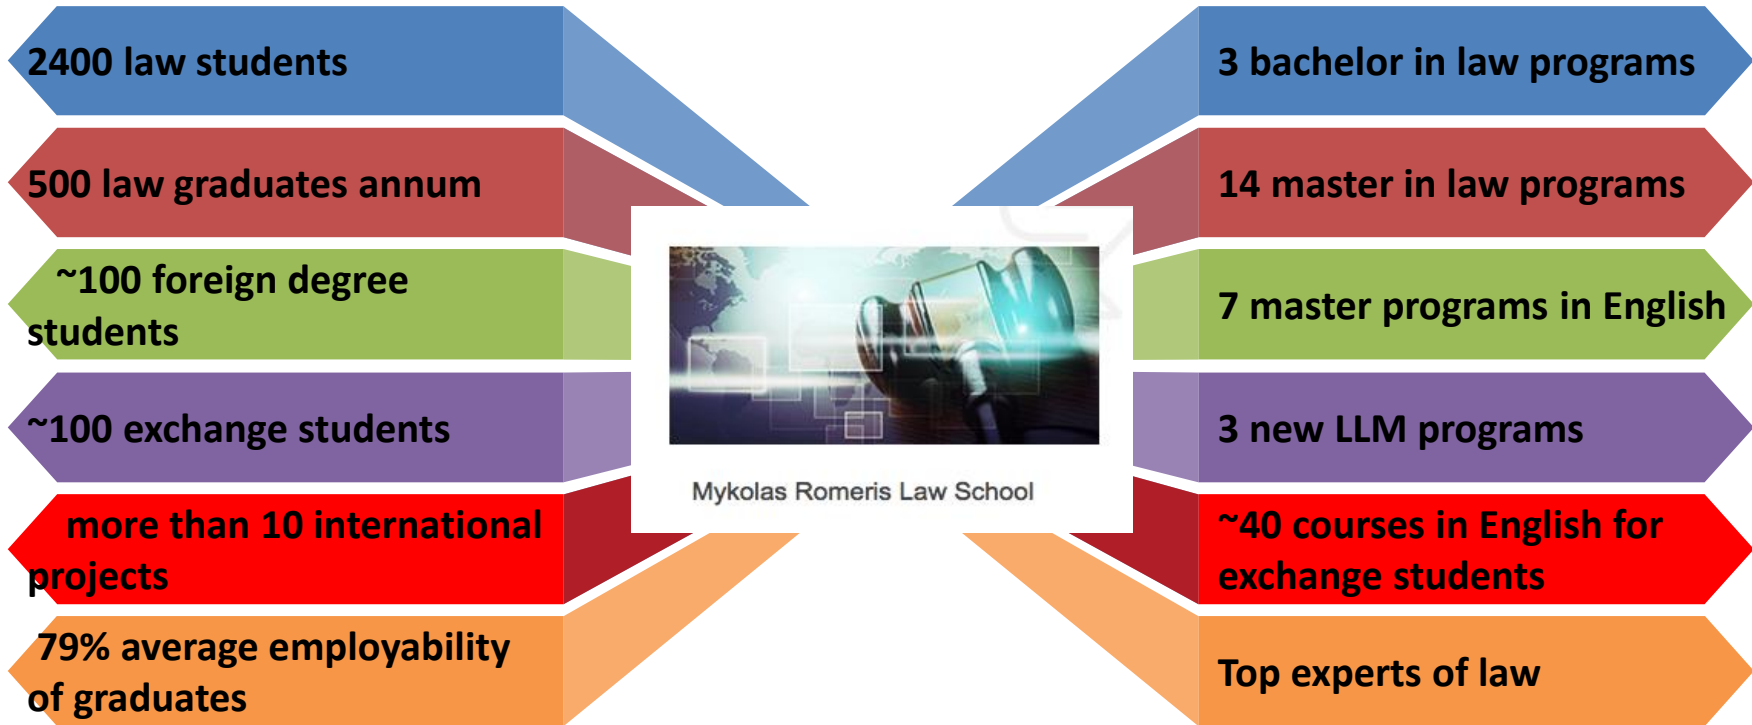 2400 law students
500 law graduates annum
~100 foreign degree
students
~100 exchange students
more than 10 international
projects
79% average employability
of graduates
Mykolas Romeris Law School
3 bachelor in law programs
14 master in law programs
7 master programs in English
3 new LLM programs
~40 courses in English for
exchange students
Top experts of law